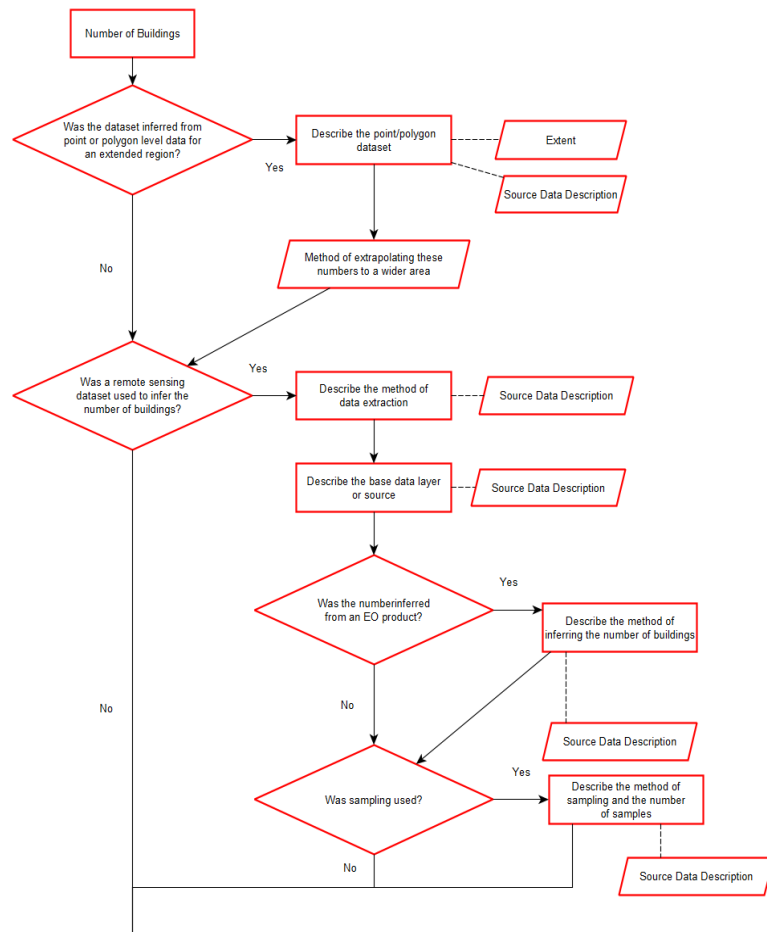 Number of Buildings
Was the dataset inferred from
point or polygon level data for
an extended region?
Yes
Describe the point/polygon
dataset
Extent
Source Data Description
No
Method of extrapolating these
numbers to a wider area
Was a remote sensing
dataset used to infer the
number of buildings?
Yes
Describe the method of
data extraction
Source Data Description
Describe the base data layer
or source
Source Data Description
Was the numberinferred
from an EO product?
Yes
Describe the method of
inferring the number of buildings
No
No
Source Data Description
Was sampling used?
Yes
Describe the method of
sampling and the number
of samples
No
Source Data Description